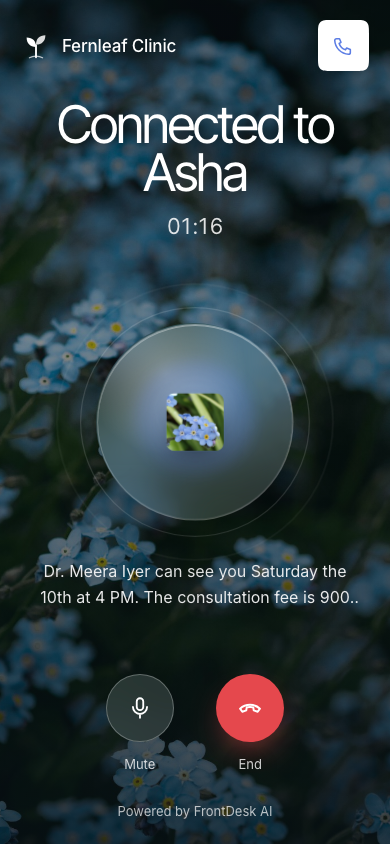 Fernleaf Clinic
Connected to
Asha
01:16
Dr. Meera Iyer can see you Saturday the
10th at 4 PM. The consultation fee is 900..
Mute
End
Powered by FrontDesk AI